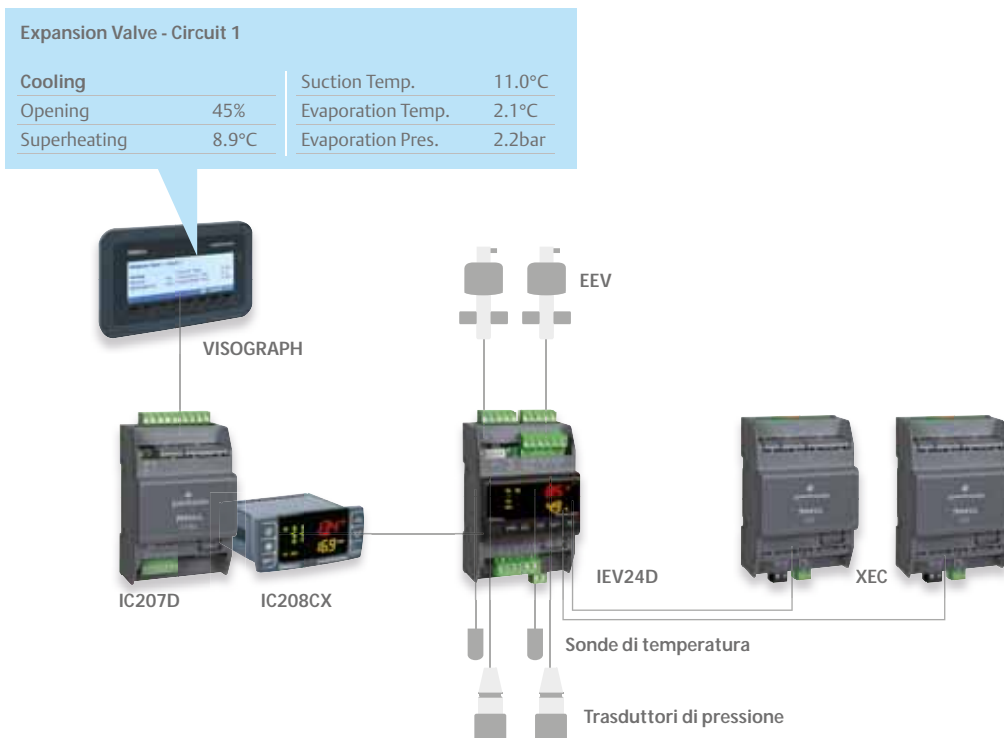 Expansion Valve - Circuit 1
Cooling
Opening 45%
Superheating 8.9°C
Suction Temp. 11.0°C
Evaporation Temp. 2.1°C
Evaporation Pres. 2.2bar
EEV
VISOGRAPH
IC207D
IC208CX
IEV24D
XEC
Sonde di temperatura
Trasduttori di pressione